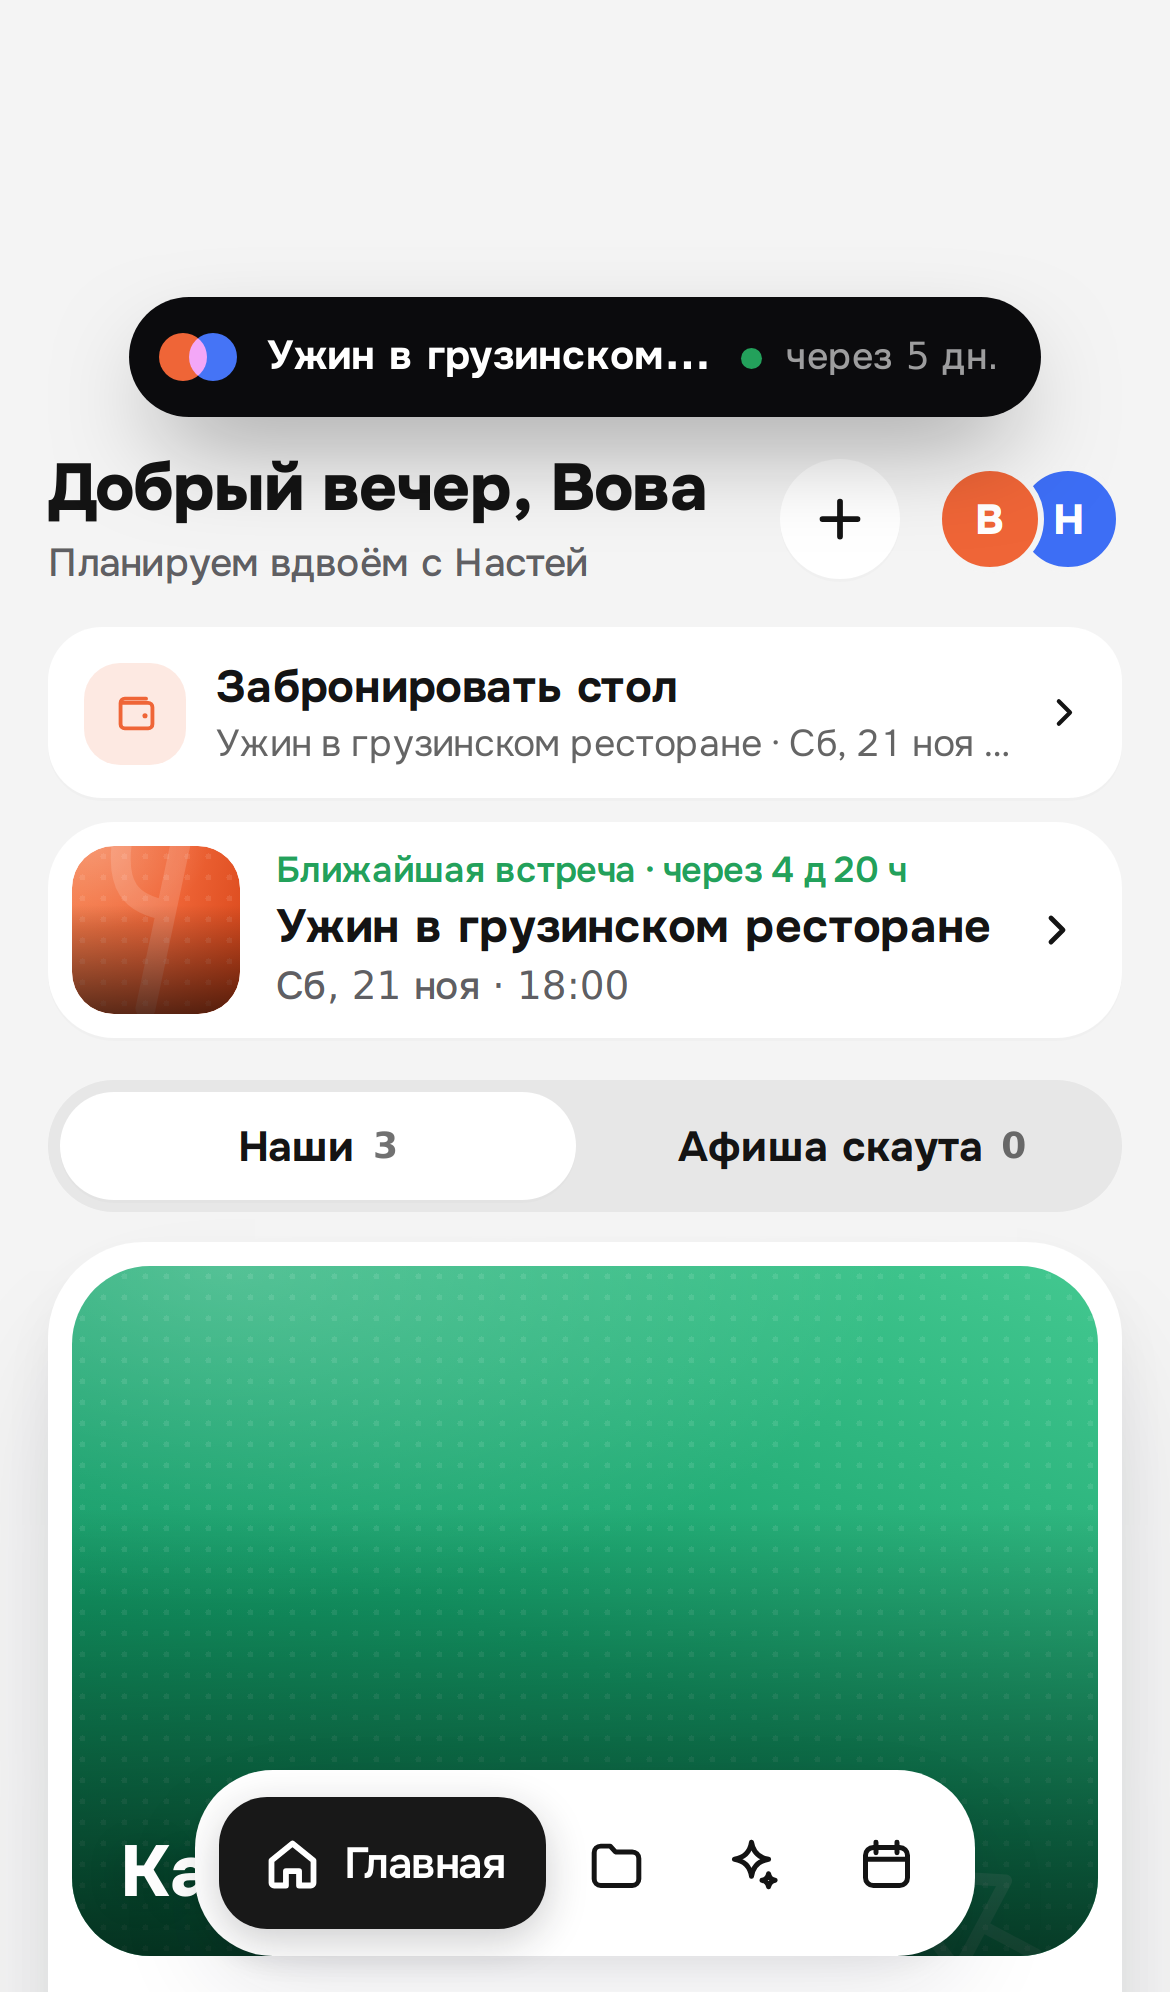 Ужин в грузинском... через 5 дн.
Добрый вечер, Вова
Планируем вдвоём с Настей
В Н
Забронировать стол
Ужин в грузинском ресторане · Сб, 21 ноя ...
Ближайшая встреча · через 4 д 20 ч
Ужин в грузинском ресторане
Сб, 21 ноя · 18:00
Наши 3 Афиша скаута 0
Главная